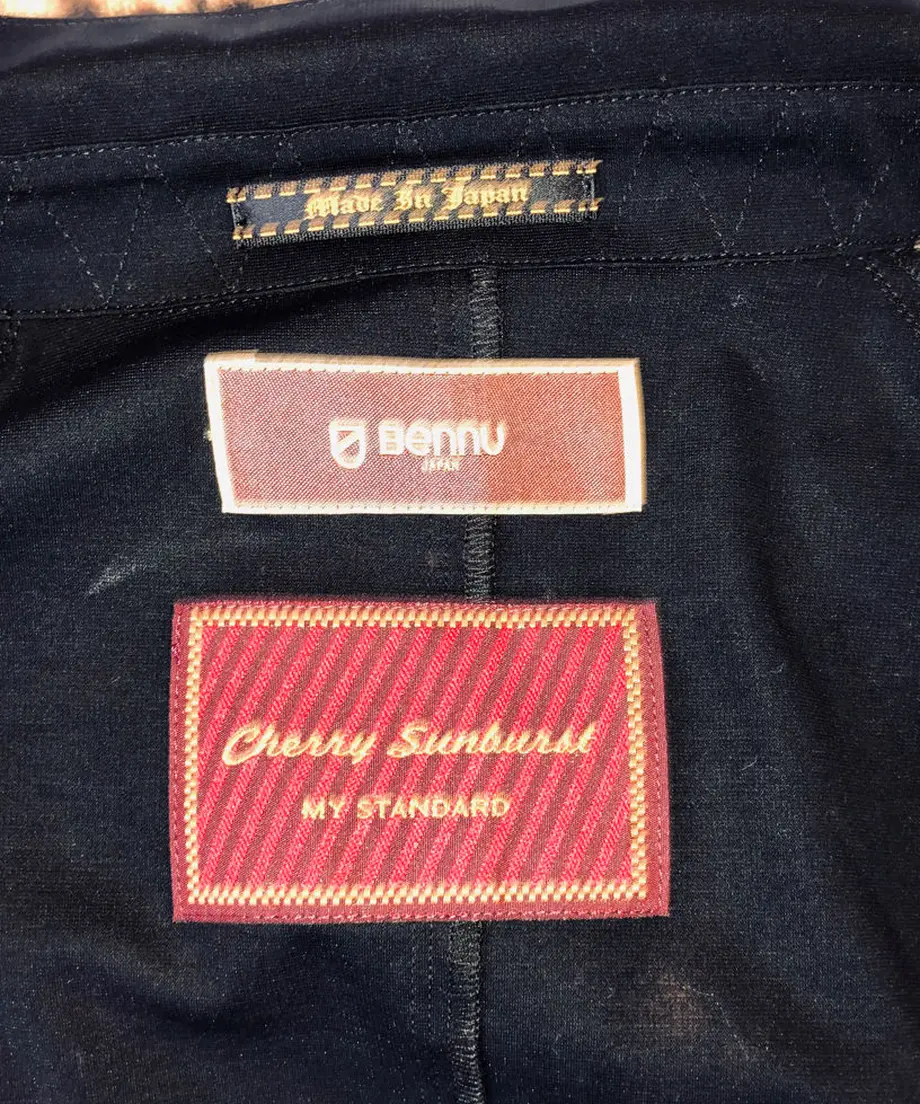 Made In Japan
Bennu
JAPAN
Cherry Sunburst
MY STANDARD